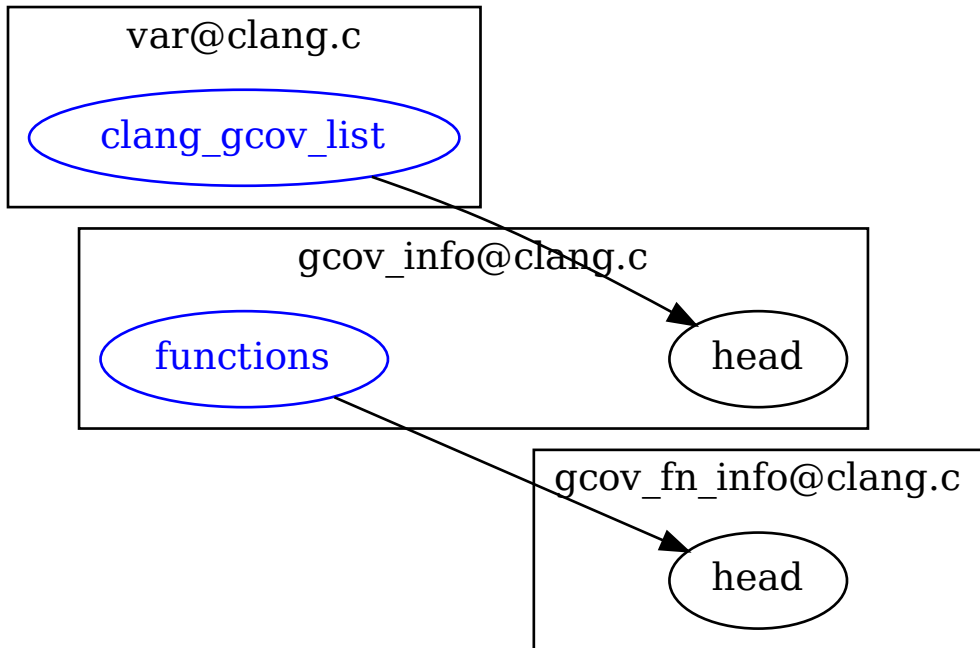 var@clang.c
clang_gcov_list
gcov_info@clang.c
functions
head
gcov_fn_info@clang.c
head